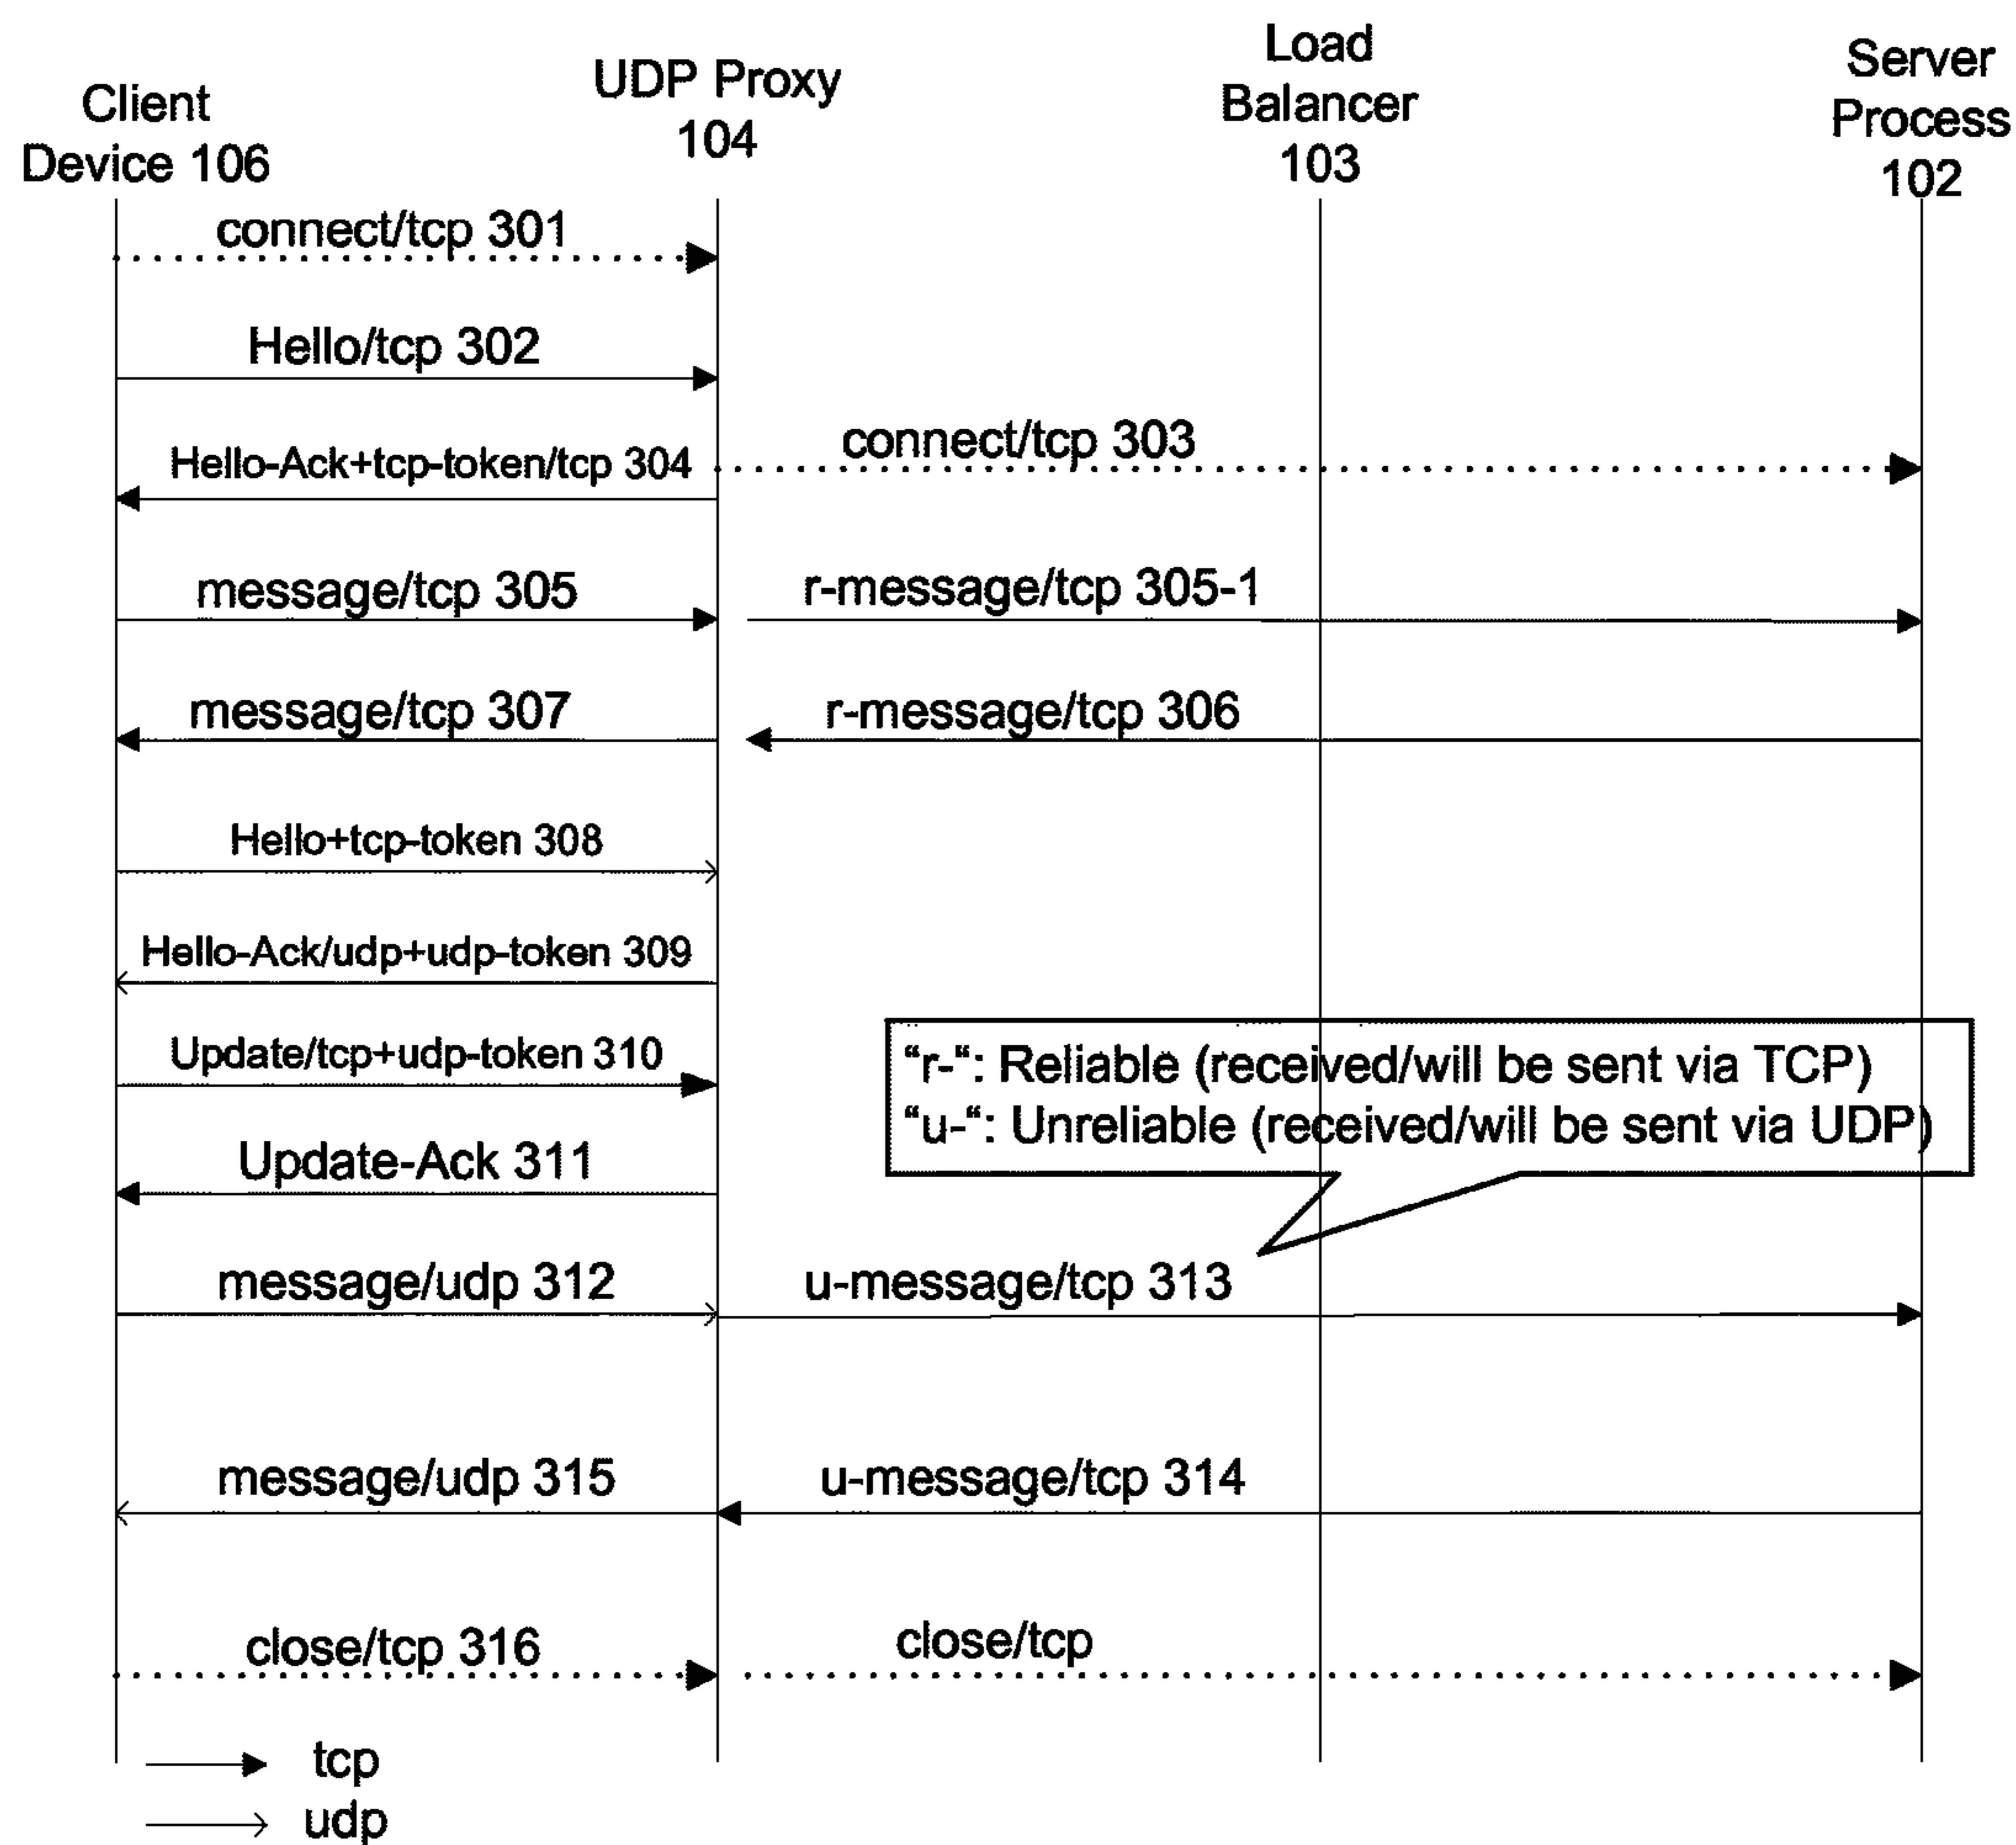 Client
Device 106
UDP Proxy
104
Load
Balancer
103
Server
Process
102
connect/tcp 301
Hello/tcp 302
connect/tcp 303
Hello-Ack+tcp-token/tcp 304
message/tcp 305
r-message/tcp 305-1
message/tcp 307
r-message/tcp 306
Hello+tcp-token 308
Hello-Ack/udp+udp-token 309
Update/tcp+udp-token 310
“r-“: Reliable (received/will be sent via TCP)
“u-“: Unreliable (received/will be sent via UDP)
Update-Ack 311
message/udp 312
u-message/tcp 313
message/udp 315
u-message/tcp 314
close/tcp 316
close/tcp
tcp
udp